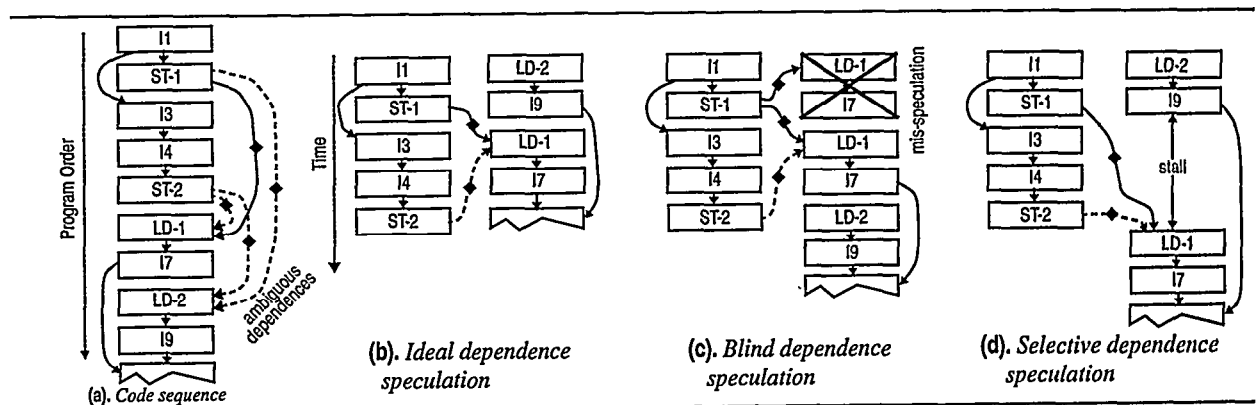 Program Order
I1
ST-1
I3
I4
ST-2
LD-1
I7
LD-2
I9
ambiguous
dependences
(a). Code sequence
Time
I1
ST-1
I3
I4
ST-2
LD-2
I9
LD-1
I7
(b). Ideal dependence
speculation
I1
ST-1
I3
I4
ST-2
LD-1
I7
mis-speculation
LD-1
I7
LD-2
I9
(c). Blind dependence
speculation
I1
ST-1
I3
I4
ST-2
LD-2
I9
stall
LD-1
I7
(d). Selective dependence
speculation